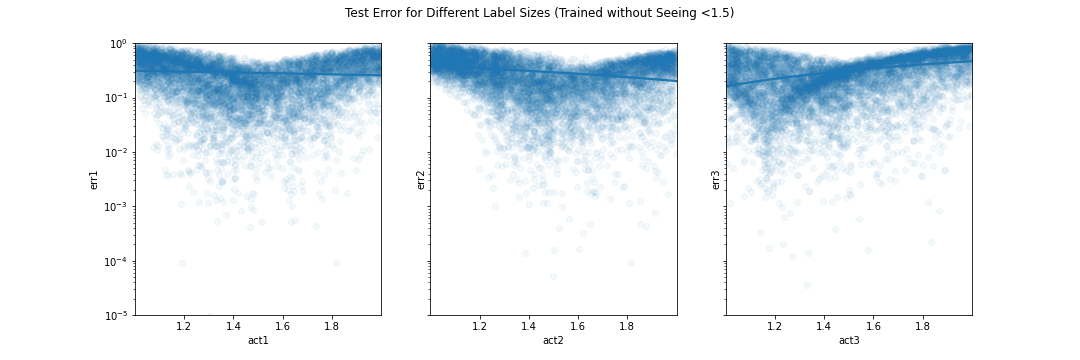 Test Error for Different Label Sizes (Trained without Seeing <1.5)
10⁰
10⁻¹
10⁻²
10⁻³
10⁻⁴
10⁻⁵
err1
1.2 1.4 1.6 1.8
act1
err2
1.2 1.4 1.6 1.8
act2
err3
1.2 1.4 1.6 1.8
act3